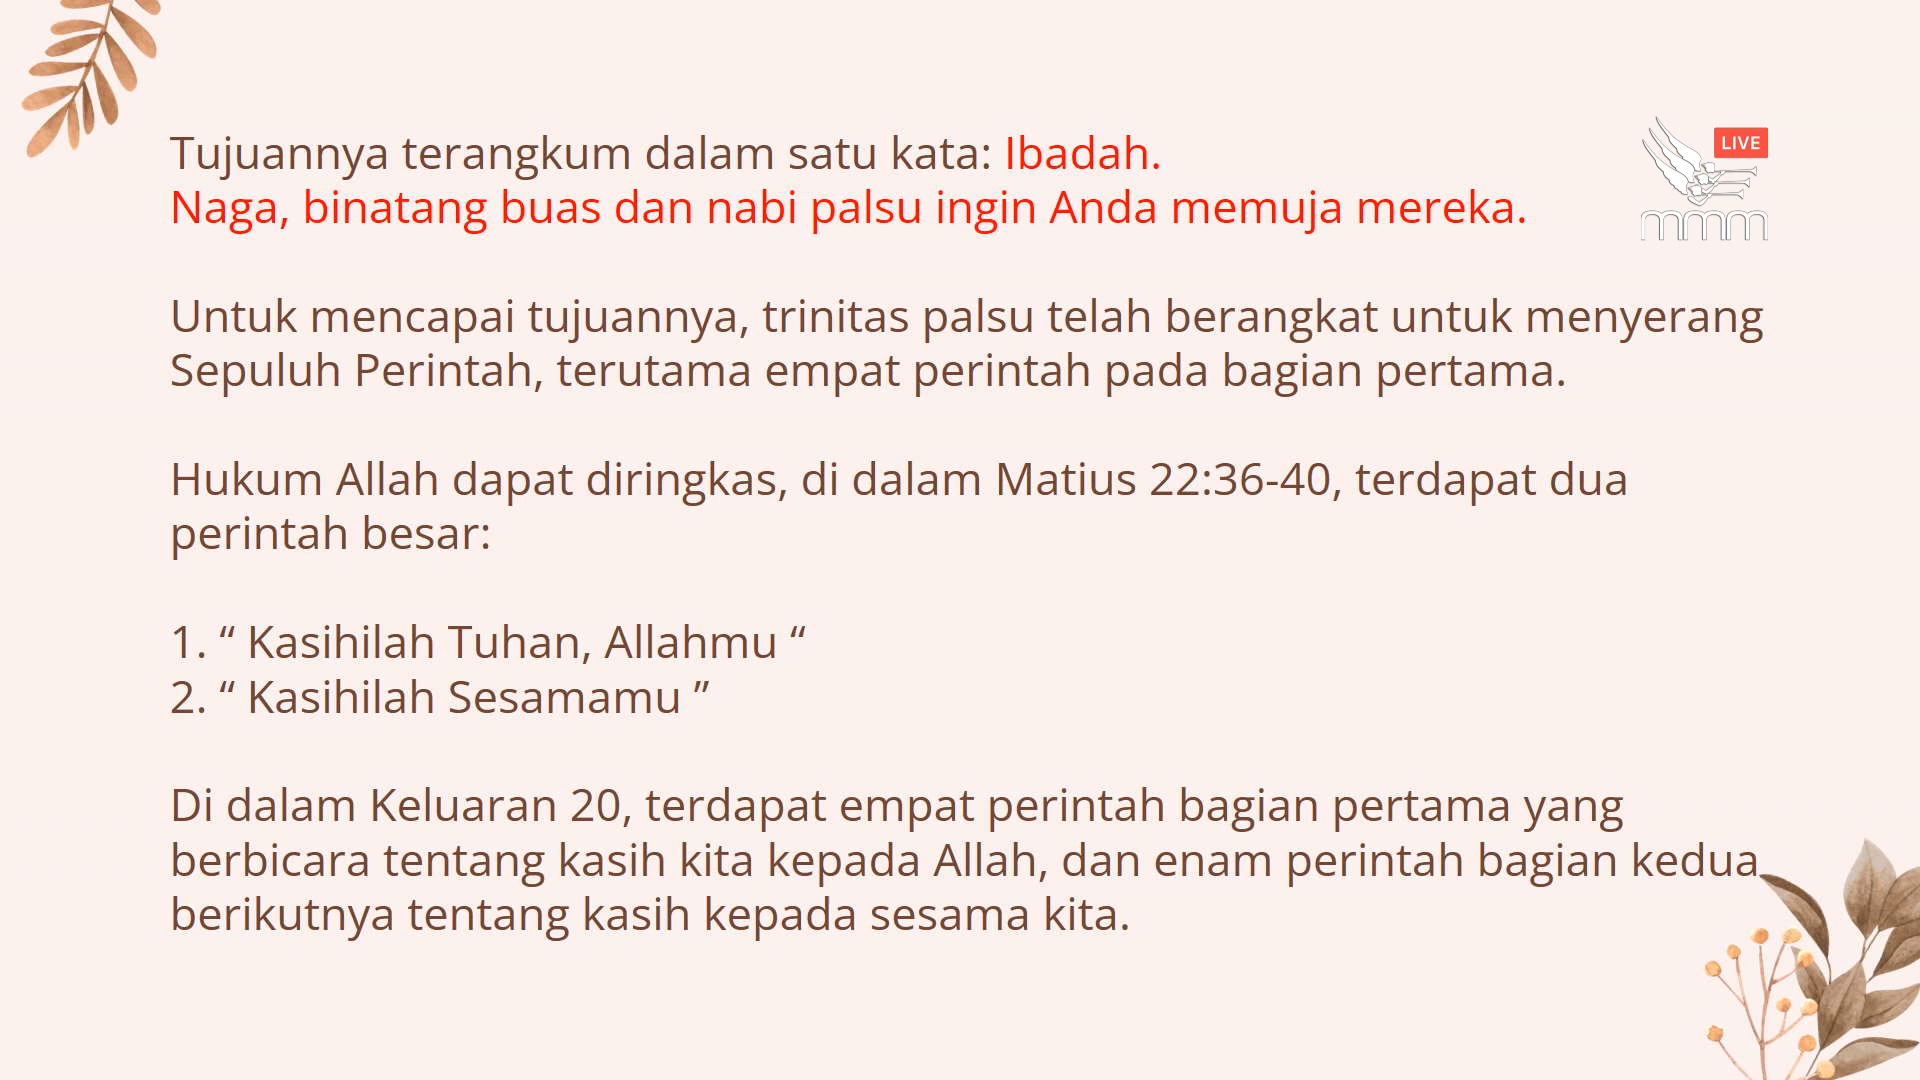 Tujuannya terangkum dalam satu kata: Ibadah.
Naga, binatang buas dan nabi palsu ingin Anda memuja mereka.
LIVE
mmm
Untuk mencapai tujuannya, trinitas palsu telah berangkat untuk menyerang
Sepuluh Perintah, terutama empat perintah pada bagian pertama.
Hukum Allah dapat diringkas, di dalam Matius 22:36-40, terdapat dua
perintah besar:
1. “ Kasihilah Tuhan, Allahmu “
2. “ Kasihilah Sesamamu ”
Di dalam Keluaran 20, terdapat empat perintah bagian pertama yang
berbicara tentang kasih kita kepada Allah, dan enam perintah bagian kedua
berikutnya tentang kasih kepada sesama kita.